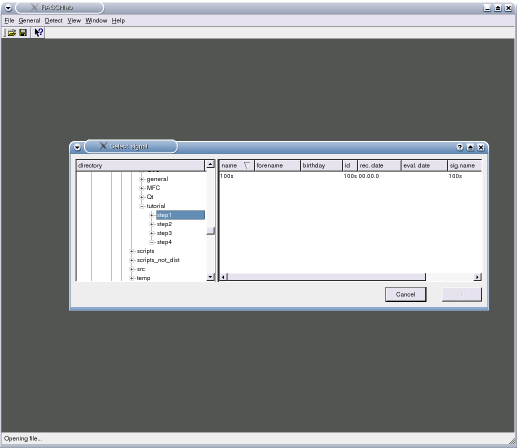 RASCHlab
File General Detect View Window Help
Select signal
directory
name forename birthday id rec. date eval. date sig.name
general
MFC
Qt
tutorial
step1
step2
step3
step4
scripts
scripts_not_dist
src
temp
100s 100s 00.00.0 100s
Cancel
Opening file...